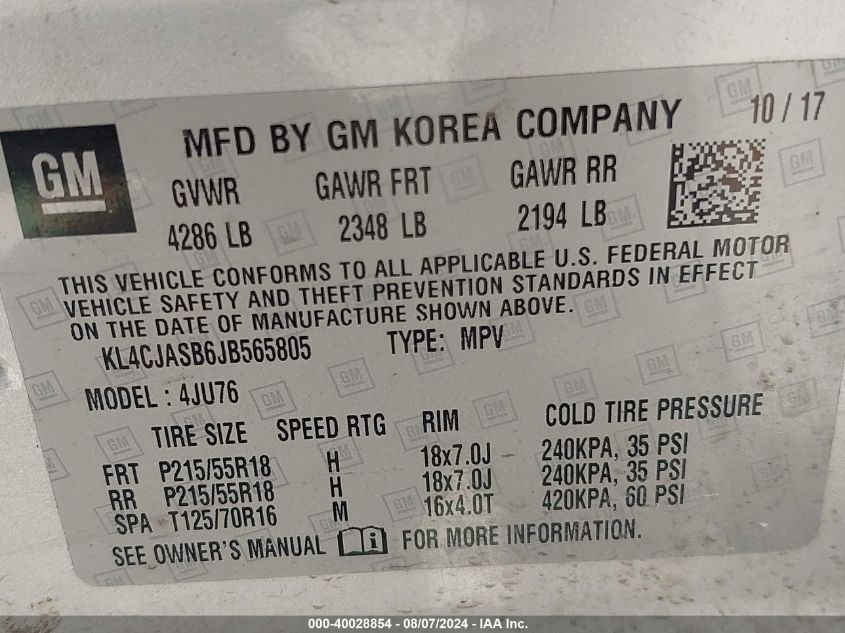 GM
MFD BY GM KOREA COMPANY 10 / 17
GVWR GAWR FRT GAWR RR
4286 LB 2348 LB 2194 LB
THIS VEHICLE CONFORMS TO ALL APPLICABLE U.S. FEDERAL MOTOR
VEHICLE SAFETY AND THEFT PREVENTION STANDARDS IN EFFECT
ON THE DATE OF MANUFACTURE SHOWN ABOVE.
KL4CJASB6JB565805 TYPE: MPV
MODEL : 4JU76
TIRE SIZE SPEED RTG RIM COLD TIRE PRESSURE
FRT P215/55R18 H 18x7.0J 240KPA, 35 PSI
RR P215/55R18 H 18x7.0J 240KPA, 35 PSI
SPA T125/70R16 M 16x4.0T 420KPA, 60 PSI
SEE OWNER'S MANUAL FOR MORE INFORMATION.
000-40028854 - 08/07/2024 - IAA Inc.